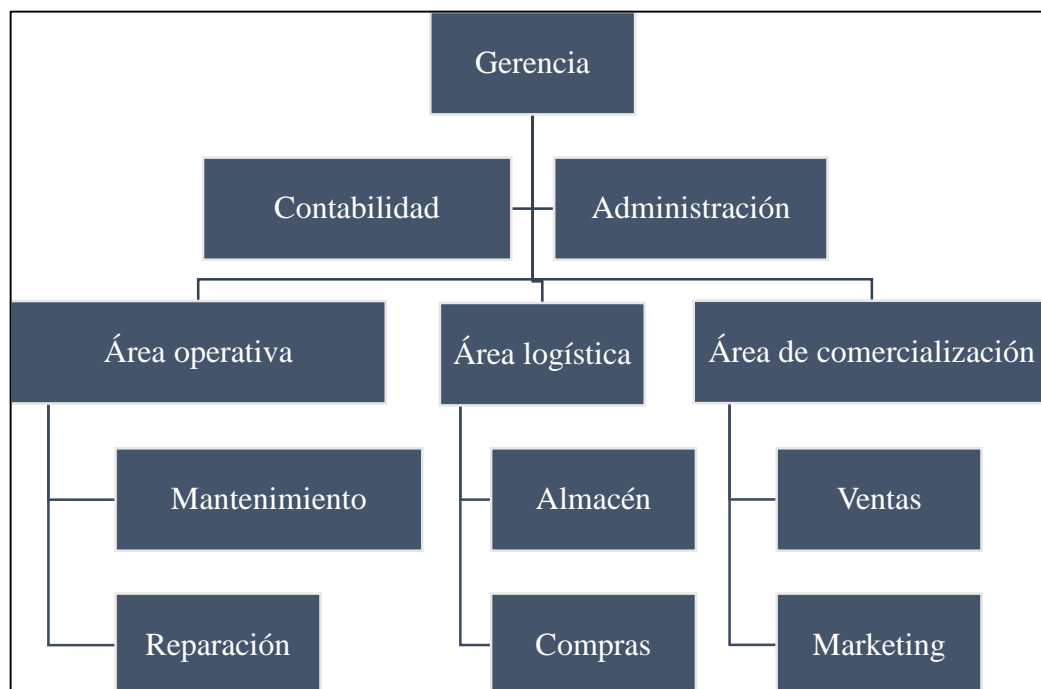 Gerencia
Contabilidad
Administración
Área operativa
Área logística
Área de comercialización
Mantenimiento
Almacén
Ventas
Reparación
Compras
Marketing